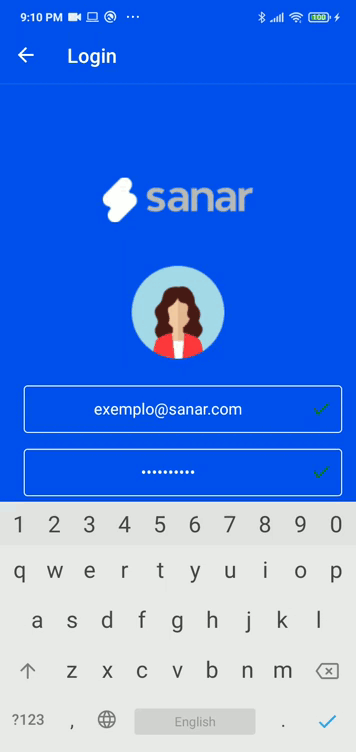 9:10 PM
100
Login
sanar
exemplo@sanar.com
••••••••••
1 2 3 4 5 6 7 8 9 0
q w e r t y u i o p
a s d f g h j k l
z x c v b n m
?123 , English .